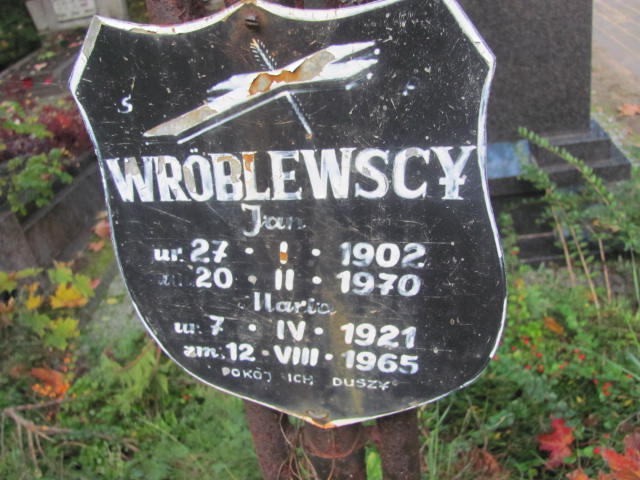 Ś P
WRÓBLEWSCY
Jan
ur. 27 · I · 1902
zm. 20 · II · 1970
Maria
ur. 7 · IV · 1921
zm. 12 · VIII · 1965
POKÓJ ICH DUSZY